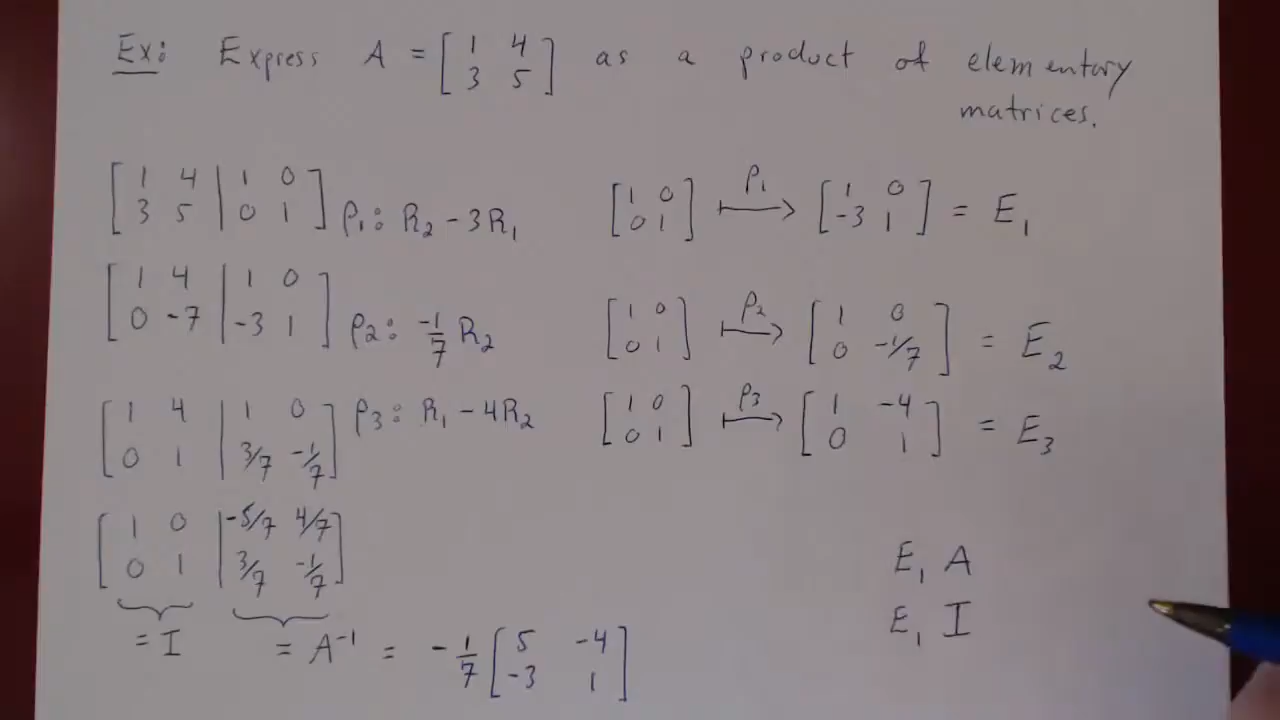 Ex: Express A = [ 1 4 ] as a product of elementary
[ 3 5 ] matrices.
[ 1 4 | 1 0 ]
[ 3 5 | 0 1 ] ρ₁: R₂ - 3R₁
[ 1 0 ] ρ₁ ⟼ [ 1 0 ] = E₁
[ 0 1 ] [ -3 1 ]
[ 1 4 | 1 0 ]
[ 0 -7 | -3 1 ] ρ₂: -1/7 R₂
[ 1 0 ] ρ₂ ⟼ [ 1 0 ] = E₂
[ 0 1 ] [ 0 -1/7 ]
[ 1 4 | 1 0 ] ρ₃: R₁ - 4R₂
[ 0 1 | 3/7 -1/7 ]
[ 1 0 ] ρ₃ ⟼ [ 1 -4 ] = E₃
[ 0 1 ] [ 0 1 ]
[ 1 0 | -5/7 4/7 ]
[ 0 1 | 3/7 -1/7 ]
= I = A⁻¹ = -1/7 [ 5 -4 ]
[ -3 1 ]
E₁ A
E₁ I